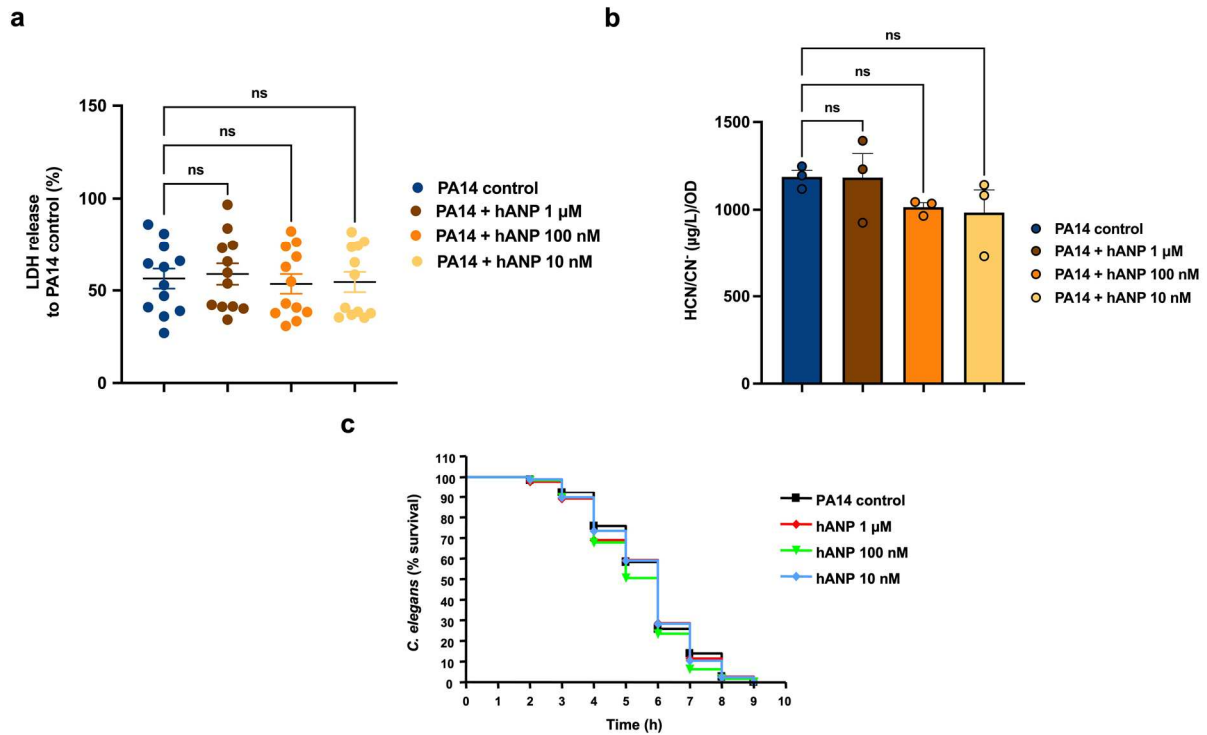 a
LDH release
to PA14 control (%)
150
100
50
0
ns
ns
ns
PA14 control
PA14 + hANP 1 µM
PA14 + hANP 100 nM
PA14 + hANP 10 nM
b
HCN/CN⁻ (µg/L)/OD
1500
1000
500
0
ns
ns
ns
PA14 control
PA14 + hANP 1 µM
PA14 + hANP 100 nM
PA14 + hANP 10 nM
c
C. elegans (% survival)
110
100
90
80
70
60
50
40
30
20
10
0
0 1 2 3 4 5 6 7 8 9 10
Time (h)
PA14 control
hANP 1 µM
hANP 100 nM
hANP 10 nM